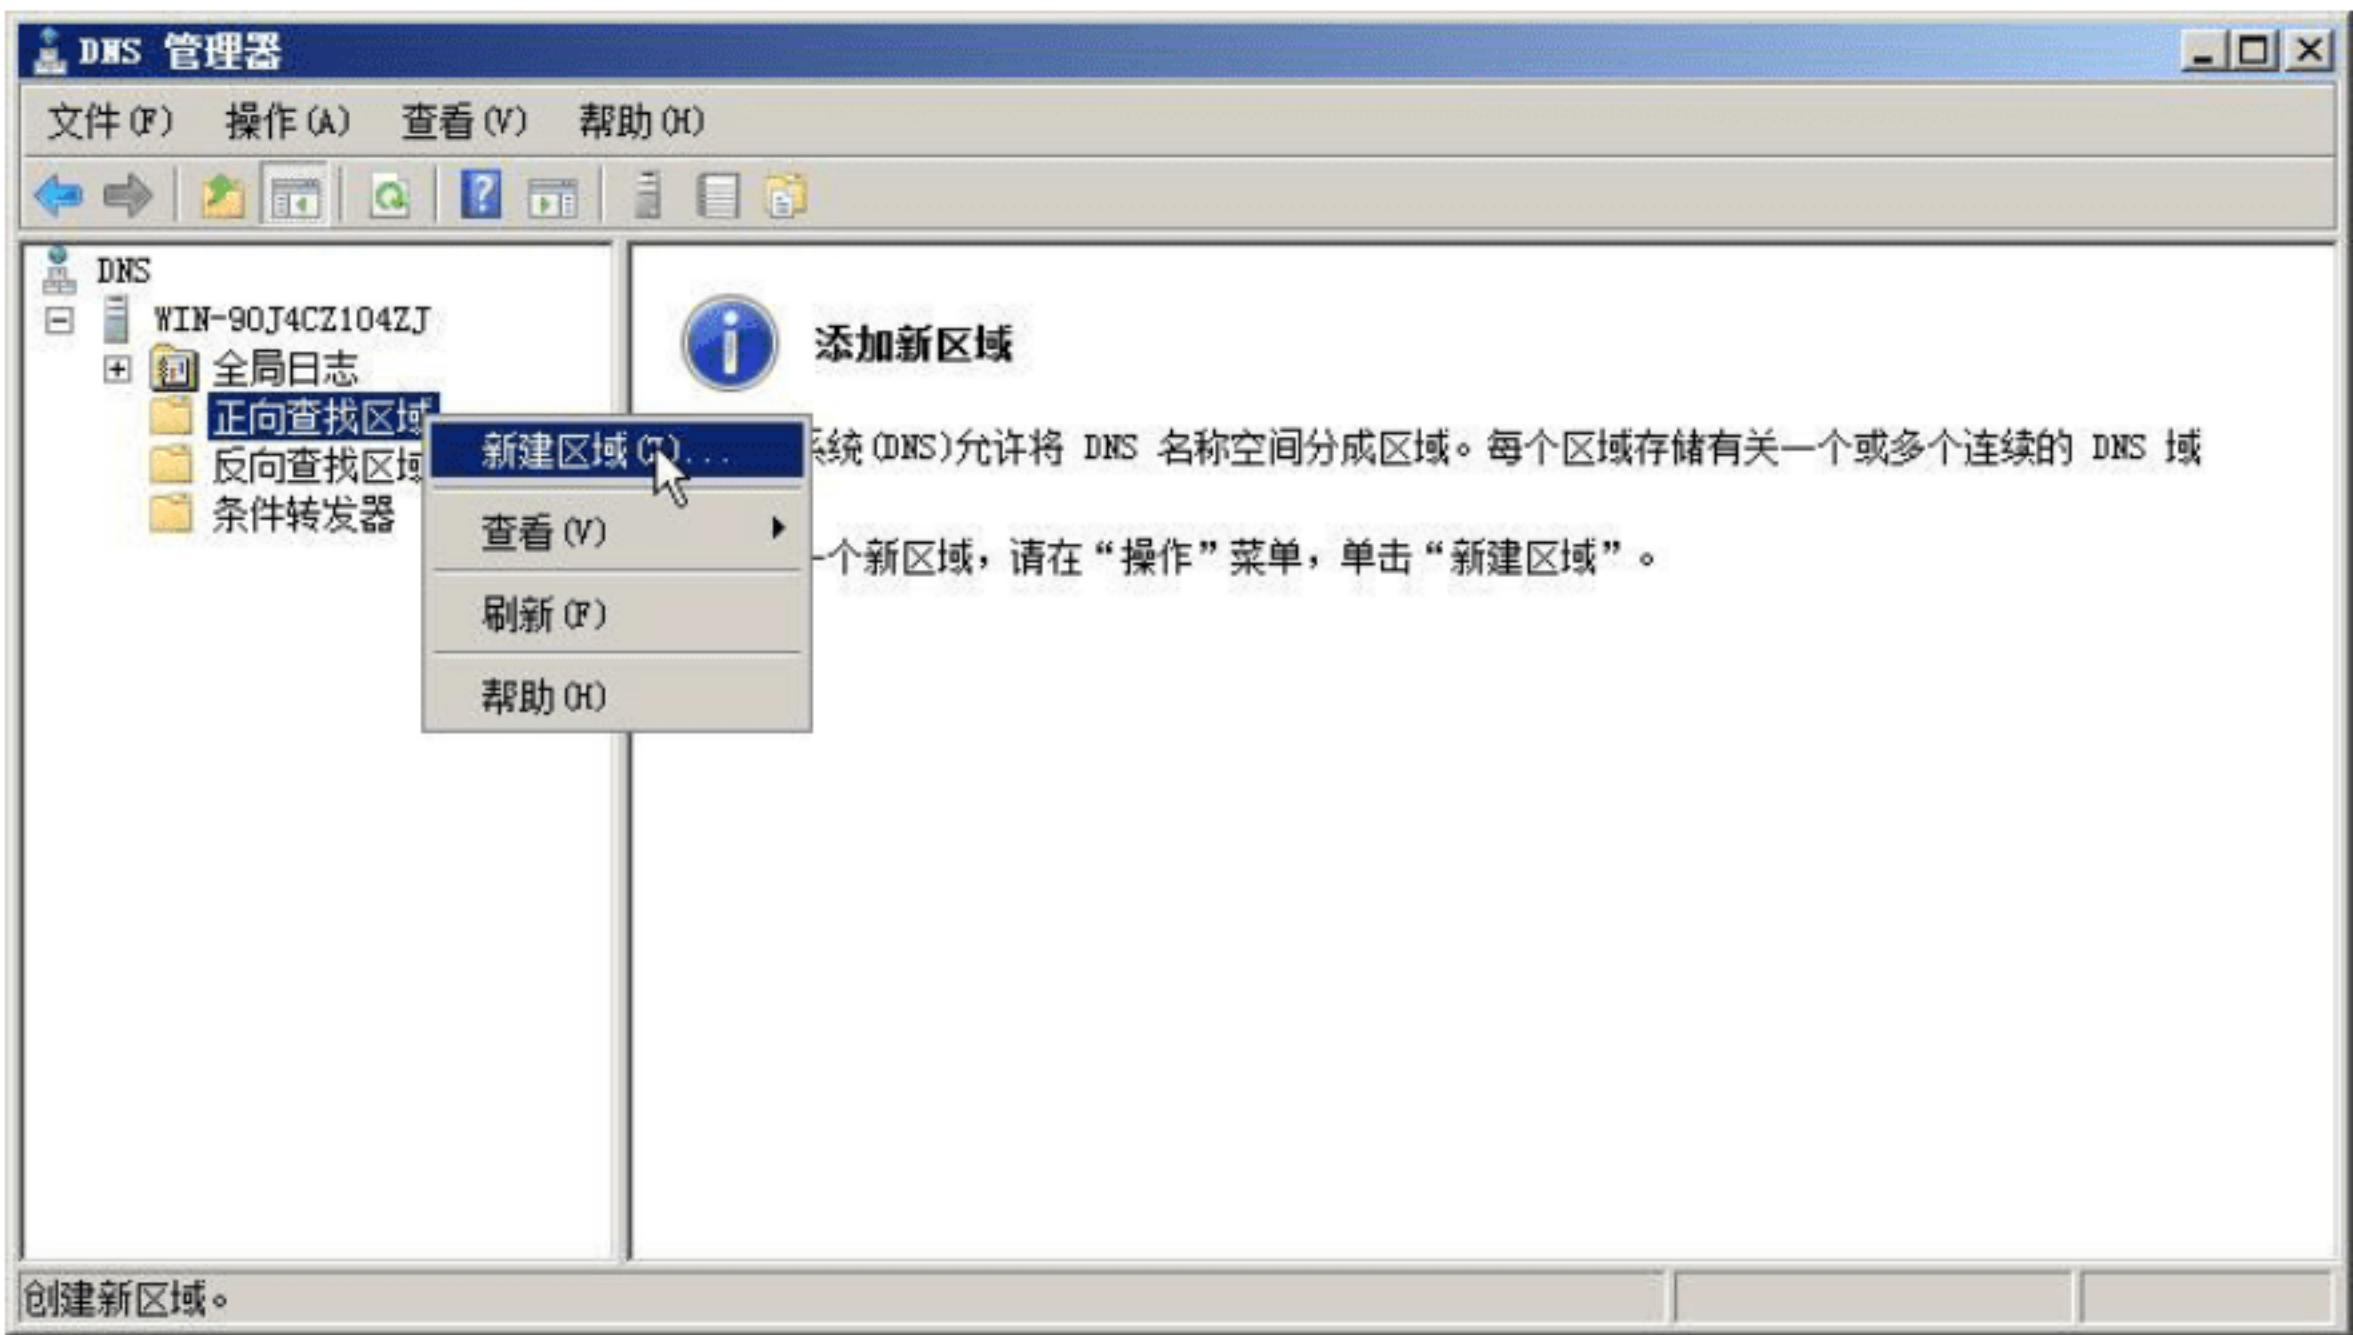 DNS 管理器
文件(F) 操作(A) 查看(V) 帮助(H)
DNS
WIN-90J4CZ104ZJ
全局日志
正向查找区域
反向查找区域
条件转发器
新建区域(Z)...
查看(V)
刷新(F)
帮助(H)
添加新区域
系统(DNS)允许将 DNS 名称空间分成区域。每个区域存储有关一个或多个连续的 DNS 域
一个新区域，请在“操作”菜单，单击“新建区域”。
创建新区域。